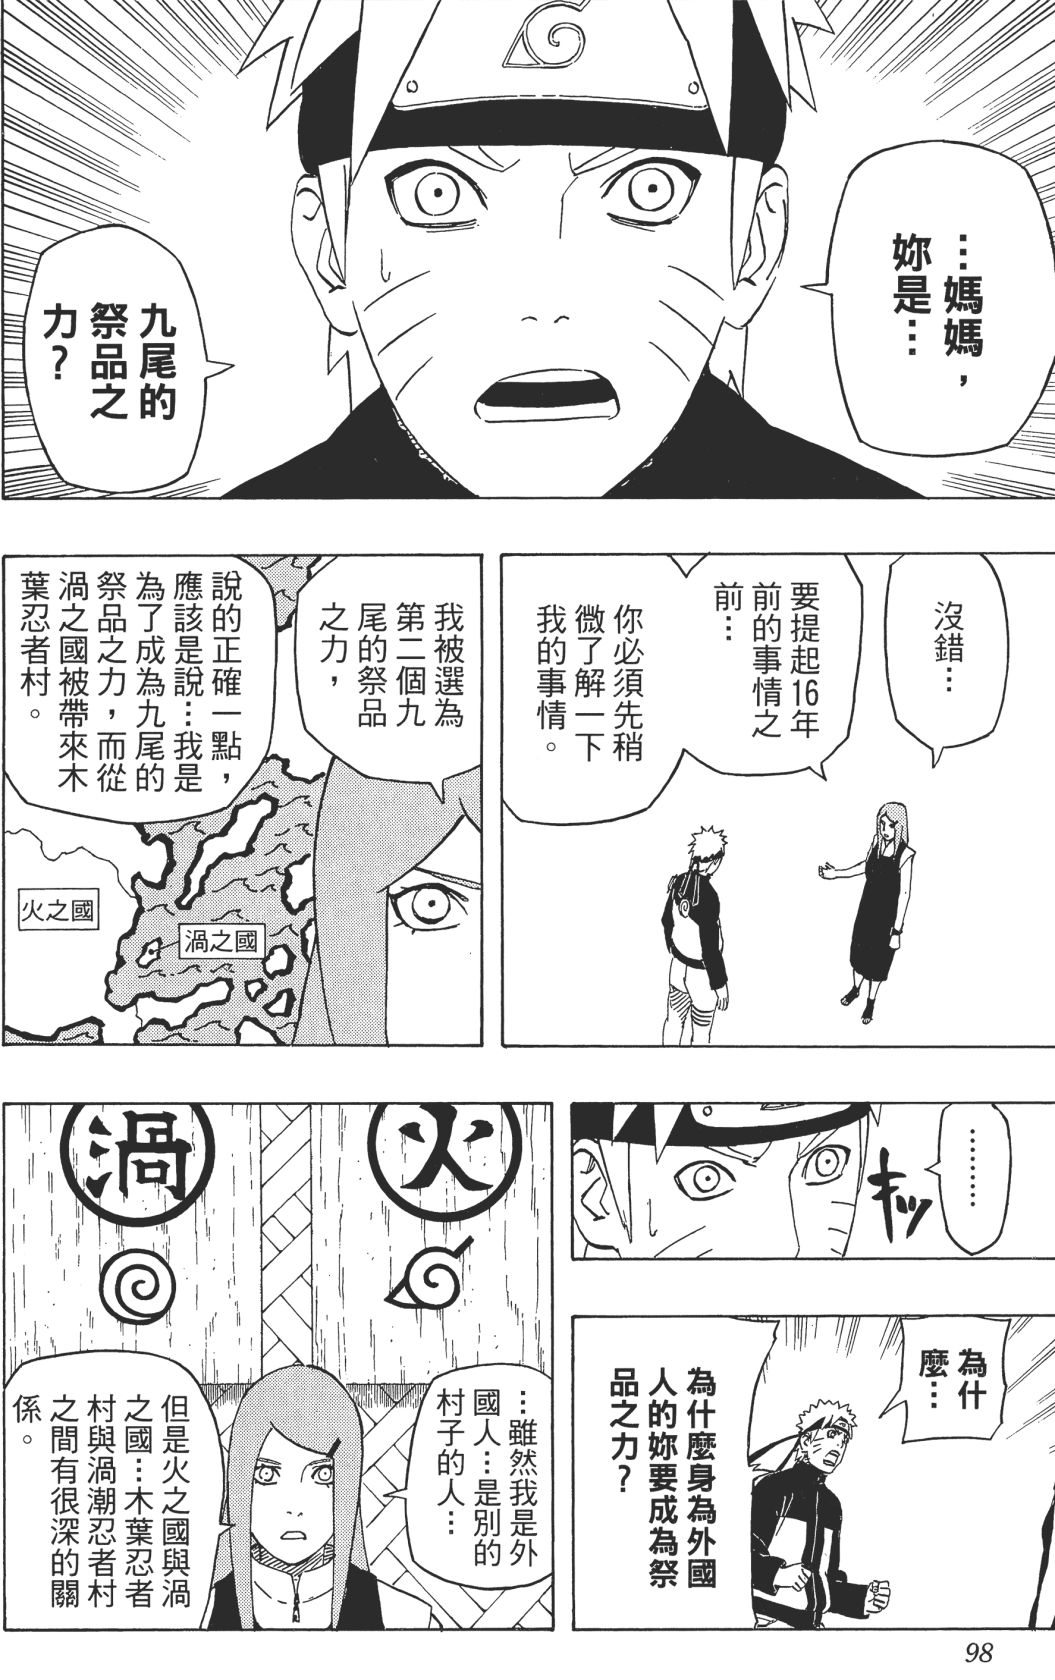 …媽媽，
妳是…
九尾的
祭品之
力？
沒錯…
要提起16年
前的事情之
前…
你必須先稍
微了解一下
我的事情。
我被選為
第二個九
尾的祭品
之力，
說的正確一點，
應該是說…我是
為了成為九尾的
祭品之力，而從
渦之國被帶來木
葉忍者村。
火之國
渦之國
………
キッ
為什
麼…
為什麼身為外國
人的妳要成為祭
品之力？
火
渦
…雖然我是外
國人…是別的
村子的人…
但是火之國與渦
之國…木葉忍者
村與渦潮忍者村
之間有很深的關
係。
98